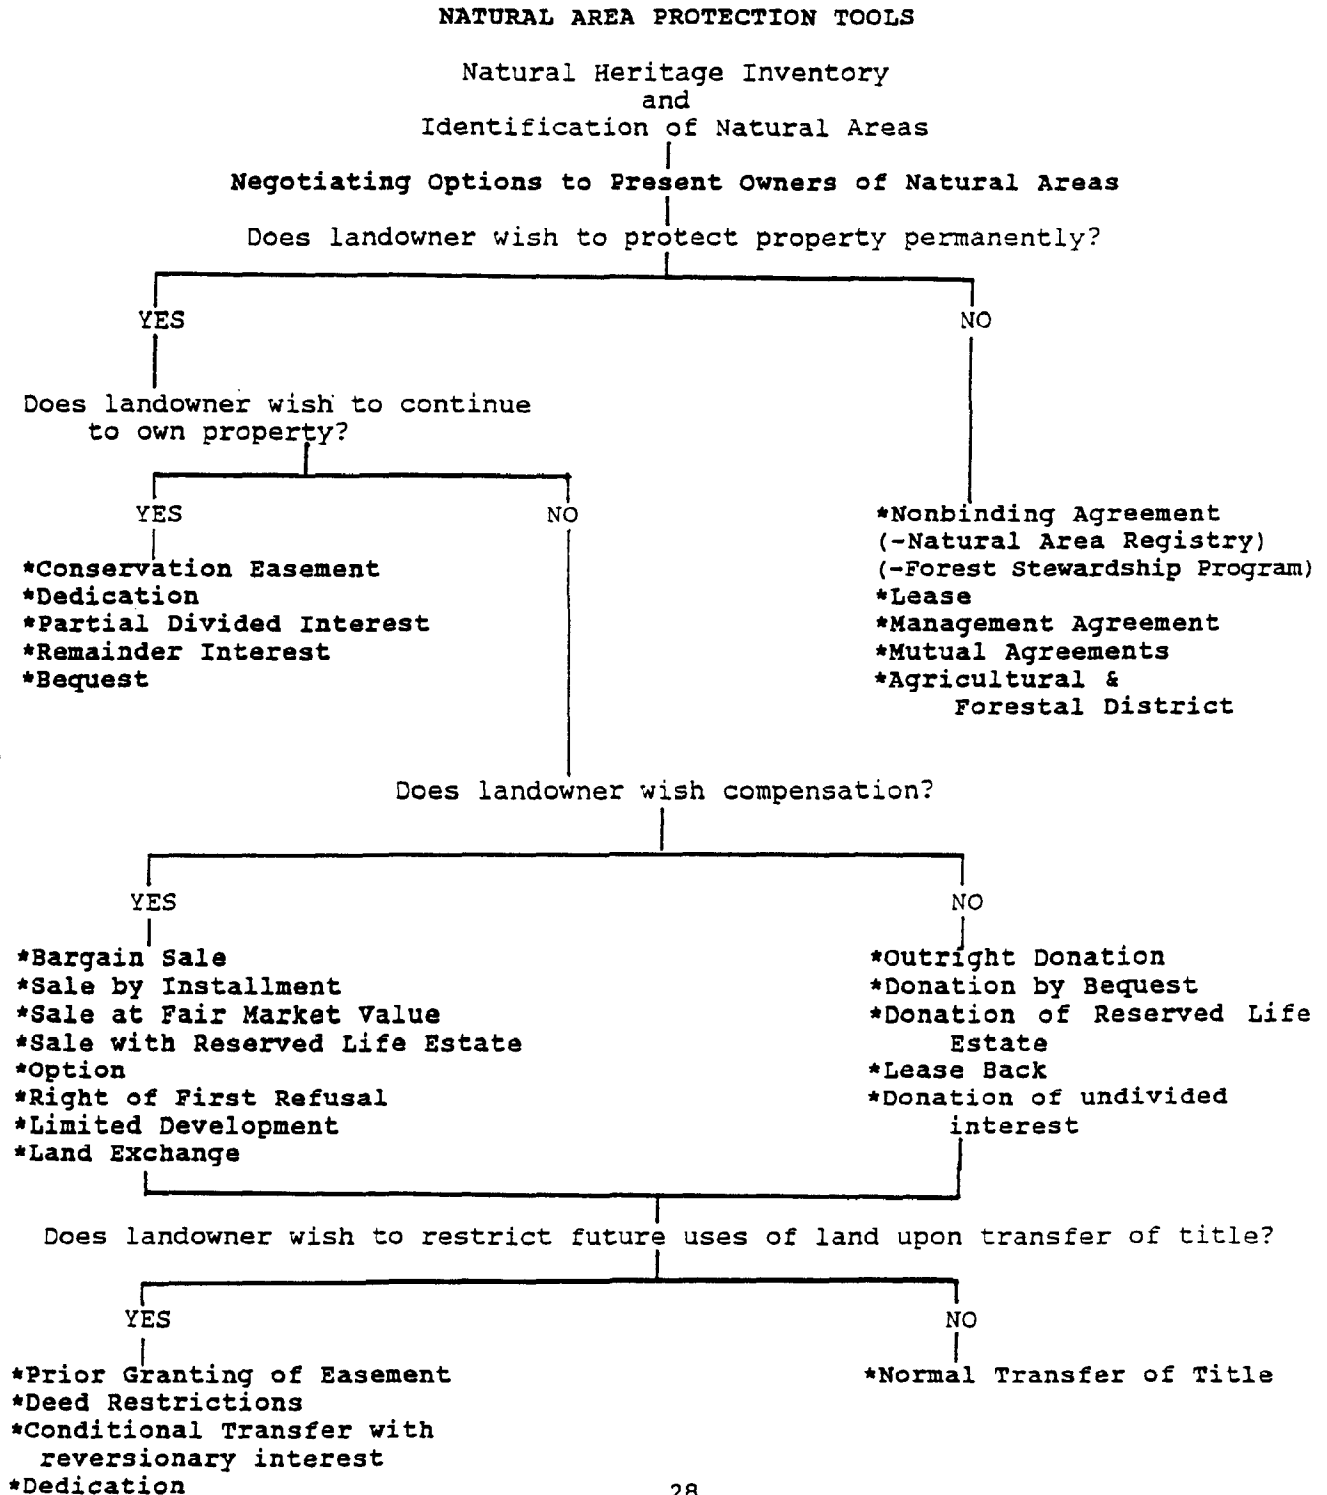 NATURAL AREA PROTECTION TOOLS
Natural Heritage Inventory
and
Identification of Natural Areas
Negotiating Options to Present Owners of Natural Areas
Does landowner wish to protect property permanently?
YES
NO
Does landowner wish to continue
to own property?
YES
NO
*Conservation Easement
*Dedication
*Partial Divided Interest
*Remainder Interest
*Bequest
*Nonbinding Agreement
(-Natural Area Registry)
(-Forest Stewardship Program)
*Lease
*Management Agreement
*Mutual Agreements
*Agricultural &
Forestal District
Does landowner wish compensation?
YES
NO
*Bargain Sale
*Sale by Installment
*Sale at Fair Market Value
*Sale with Reserved Life Estate
*Option
*Right of First Refusal
*Limited Development
*Land Exchange
*Outright Donation
*Donation by Bequest
*Donation of Reserved Life
Estate
*Lease Back
*Donation of undivided
interest
Does landowner wish to restrict future uses of land upon transfer of title?
YES
NO
*Prior Granting of Easement
*Deed Restrictions
*Conditional Transfer with
reversionary interest
*Dedication
*Normal Transfer of Title
28